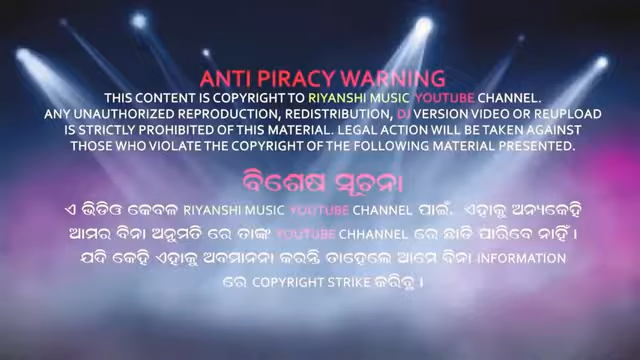 ANTI PIRACY WARNING
THIS CONTENT IS COPYRIGHT TO RIYANSHI MUSIC YOUTUBE CHANNEL.
ANY UNAUTHORIZED REPRODUCTION, REDISTRIBUTION, DJ VERSION VIDEO OR REUPLOAD
IS STRICTLY PROHIBITED OF THIS MATERIAL. LEGAL ACTION WILL BE TAKEN AGAINST
THOSE WHO VIOLATE THE COPYRIGHT OF THE FOLLOWING MATERIAL PRESENTED.
ବିଶେଷ ସୂଚନା
ଏ ଭିଡିଓ କେବଳ RIYANSHI MUSIC YOUTUBE CHANNEL ପାଇଁ. ଏହାକୁ ଅନ୍ୟକେହି
ଆମର ବିନା ଅନୁମତି ରେ ତାଙ୍କ YOUTUBE CHHANNEL ରେ ଛାଡି ପାରିବେ ନାହିଁ ।
ଯଦି କେହି ଏହାକୁ ଅବମାନନା କରନ୍ତି ତାହେଲେ ଆମେ ବିନା INFORMATION
ରେ COPYRIGHT STRIKE କରିବୁ ।